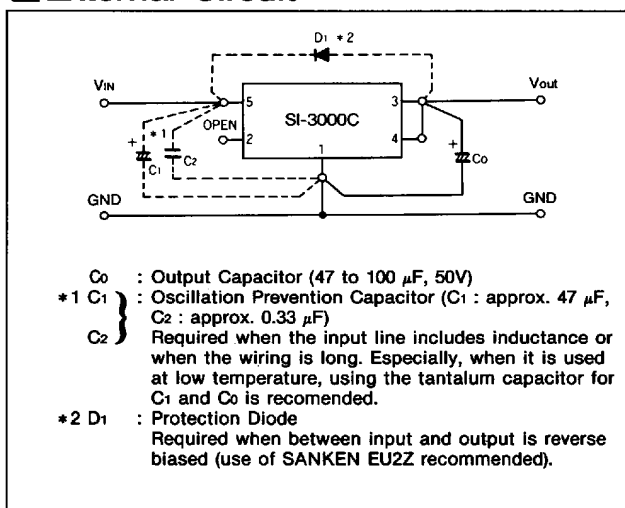 D1 *2
VIN
Vout
5
SI-3000C
3
*1
OPEN
2
4
+
C1
C2
1
+
Co
GND
GND
Co : Output Capacitor (47 to 100 μF, 50V)
*1 C1 } : Oscillation Prevention Capacitor (C1 : approx. 47 μF,
C2 C2 : approx. 0.33 μF)
Required when the input line includes inductance or
when the wiring is long. Especially, when it is used
at low temperature, using the tantalum capacitor for
C1 and Co is recomended.
*2 D1 : Protection Diode
Required when between input and output is reverse
biased (use of SANKEN EU2Z recommended).